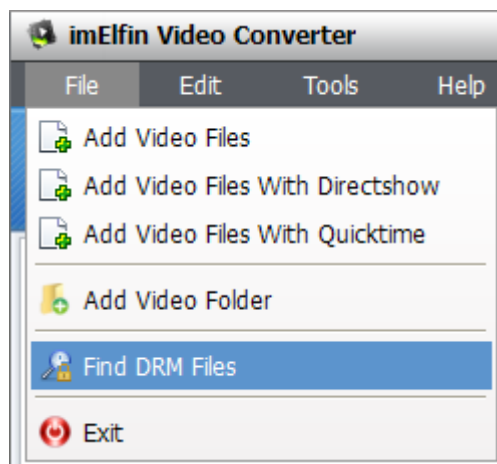 imElfin Video Converter
File Edit Tools Help
Add Video Files
Add Video Files With Directshow
Add Video Files With Quicktime
Add Video Folder
Find DRM Files
Exit